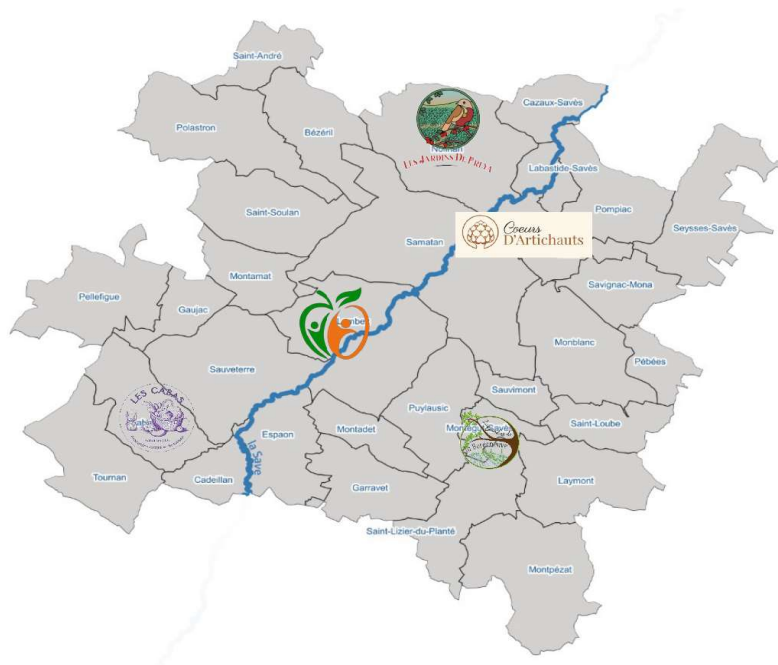 Saint-André
Cazaux-Savès
Polastron
Bézéril
LES JARDINS DE FREYA
Labastide-Savès
Saint-Soulan
Pompiac
Coeurs
D'Artichauts
Seysses-Savès
Samatan
Montamat
Savignac-Mona
Pellefigue
Gaujac
Monblanc
Pébées
Sauveterre
Sauvimont
LES CABAS
Puylausic
Saint-Loube
Espaon
Montadet
la Save
Tournan
Cadeillan
Garravet
Laymont
Saint-Lizier-du-Planté
Montpézat